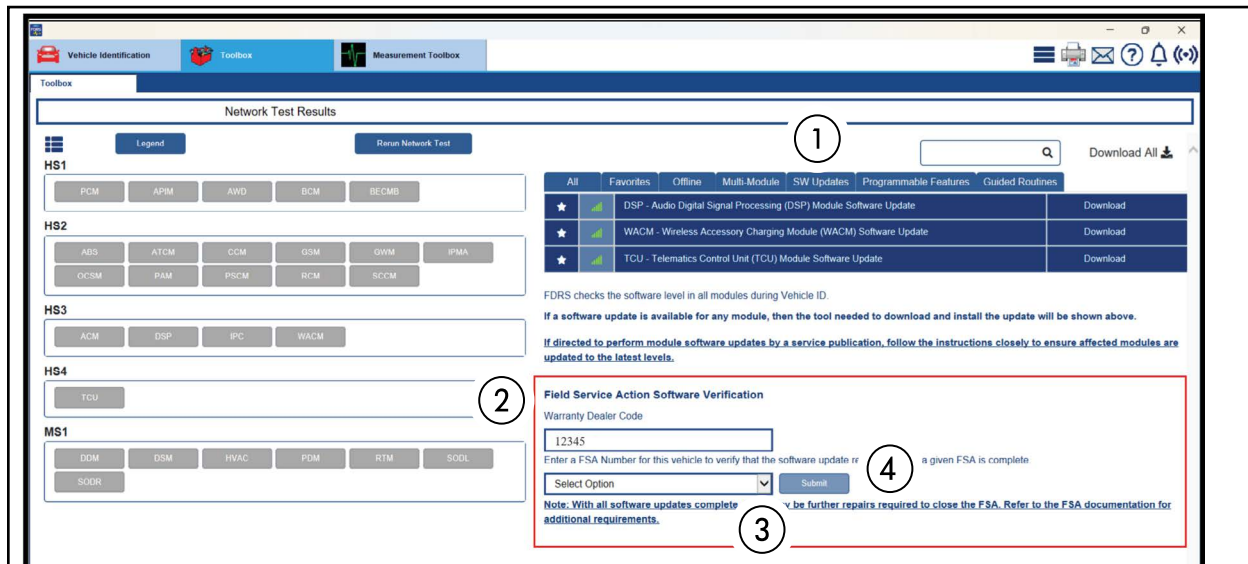 Vehicle Identification
Toolbox
Measurement Toolbox
Toolbox
Network Test Results
Legend
Rerun Network Test
1
Download All
HS1
PCM APIM AWD BCM BECMB
All Favorites Offline Multi-Module SW Updates Programmable Features Guided Routines
DSP - Audio Digital Signal Processing (DSP) Module Software Update Download
WACM - Wireless Accessory Charging Module (WACM) Software Update Download
TCU - Telematics Control Unit (TCU) Module Software Update Download
HS2
ABS ATCM CCM GSM GWM IPMA
OCSM PAM PSCM RCM SCCM
HS3
ACM DSP IPC WACM
HS4
TCU
MS1
DDM DSM HVAC PDM RTM SODL
SODR
FDRS checks the software level in all modules during Vehicle ID.
If a software update is available for any module, then the tool needed to download and install the update will be shown above.
If directed to perform module software updates by a service publication, follow the instructions closely to ensure affected modules are
updated to the latest levels.
2
Field Service Action Software Verification
Warranty Dealer Code
12345
Enter a FSA Number for this vehicle to verify that the software update a given FSA is complete
4
Select Option
Submit
Note: With all software updates complete be further repairs required to close the FSA. Refer to the FSA documentation for
additional requirements.
3